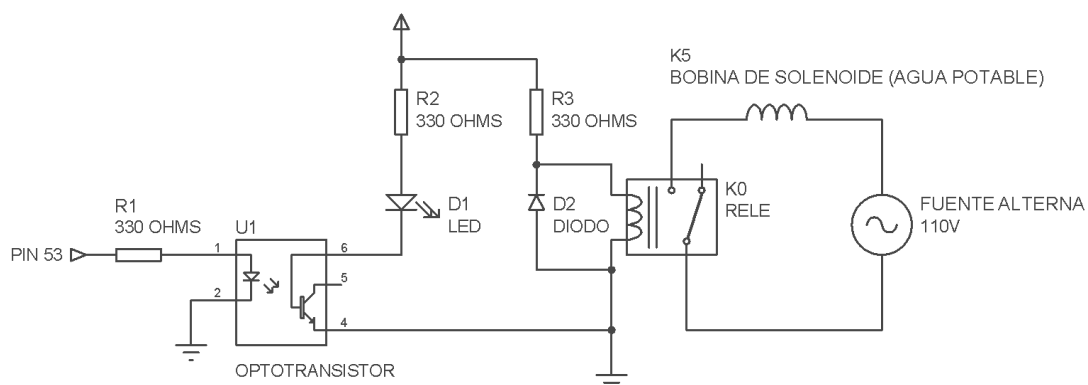 K5
BOBINA DE SOLENOIDE (AGUA POTABLE)
R2
330 OHMS
R3
330 OHMS
K0
RELE
D1
LED
D2
DIODO
FUENTE ALTERNA
110V
R1
330 OHMS
U1
PIN 53
1
2
6
5
4
OPTOTRANSISTOR